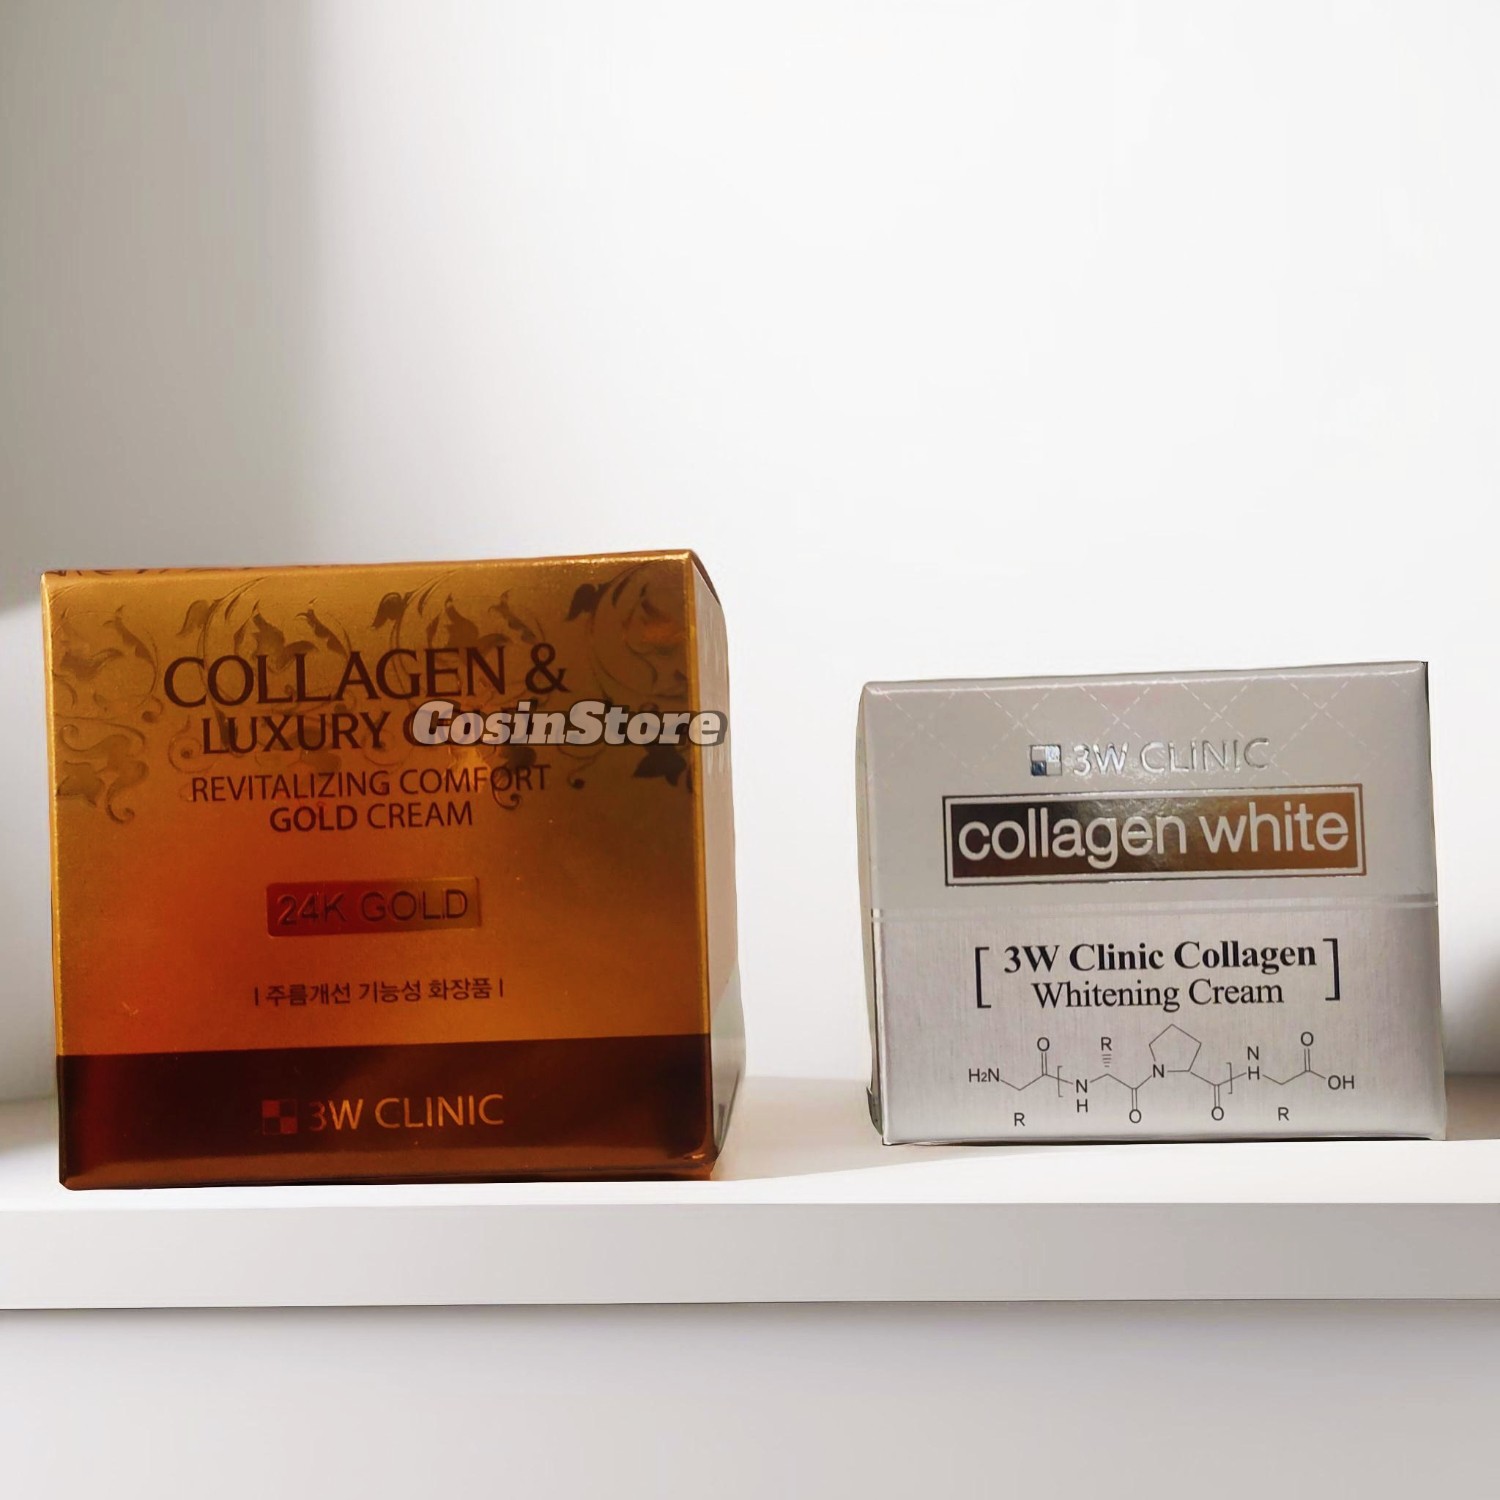 COLLAGEN &
LUXURY
CosinStore
REVITALIZING COMFORT
GOLD CREAM
24K GOLD
| 주름개선 기능성 화장품 |
3W CLINIC
3W CLINIC
collagen white
[ 3W Clinic Collagen
Whitening Cream ]
O R N O
H₂N N N H OH
H O O
R R